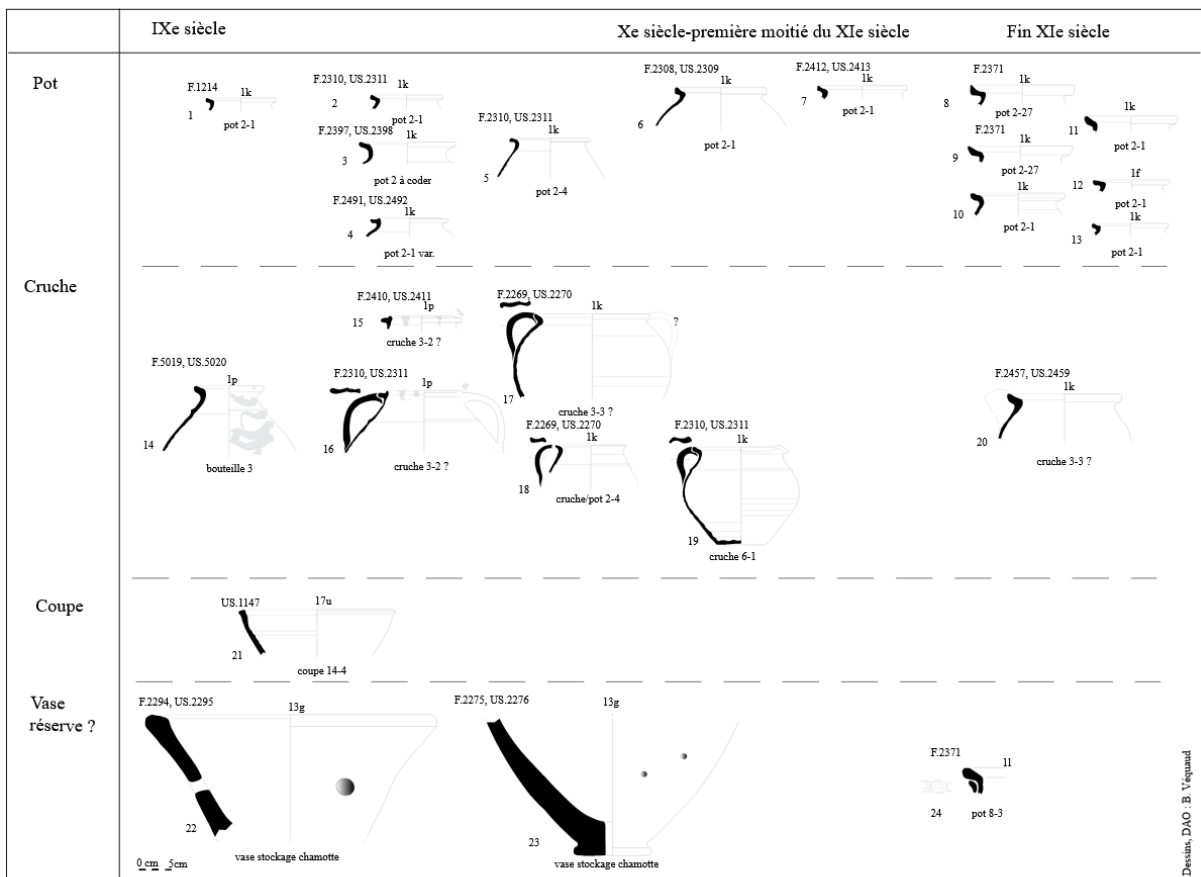 IXe siècle
Xe siècle-première moitié du XIe siècle
Fin XIe siècle
Pot
F.1214
1k
1
pot 2-1
F.2310, US.2311
1k
2
pot 2-1
F.2397, US.2398
1k
3
pot 2 à coder
F.2491, US.2492
1k
4
pot 2-1 var.
F.2310, US.2311
1k
5
pot 2-4
F.2308, US.2309
1k
6
pot 2-1
F.2412, US.2413
1k
7
pot 2-1
F.2371
1k
8
pot 2-27
F.2371
1k
9
pot 2-27
1k
10
pot 2-1
1k
11
pot 2-1
1f
12
pot 2-1
1k
13
pot 2-1
Cruche
F.5019, US.5020
1p
14
bouteille 3
F.2410, US.2411
1p
15
cruche 3-2 ?
F.2310, US.2311
1p
16
cruche 3-2 ?
F.2269, US.2270
1k
?
17
cruche 3-3 ?
F.2269, US.2270
1k
18
cruche/pot 2-4
F.2310, US.2311
1k
19
cruche 6-1
F.2457, US.2459
1k
20
cruche 3-3 ?
Coupe
US.1147
17u
21
coupe 14-4
Vase
réserve ?
F.2294, US.2295
13g
22
vase stockage chamotte
F.2275, US.2276
13g
23
vase stockage chamotte
F.2371
1l
24
pot 8-3
0 cm 5cm
Dessins, DAO : B. Véquaud